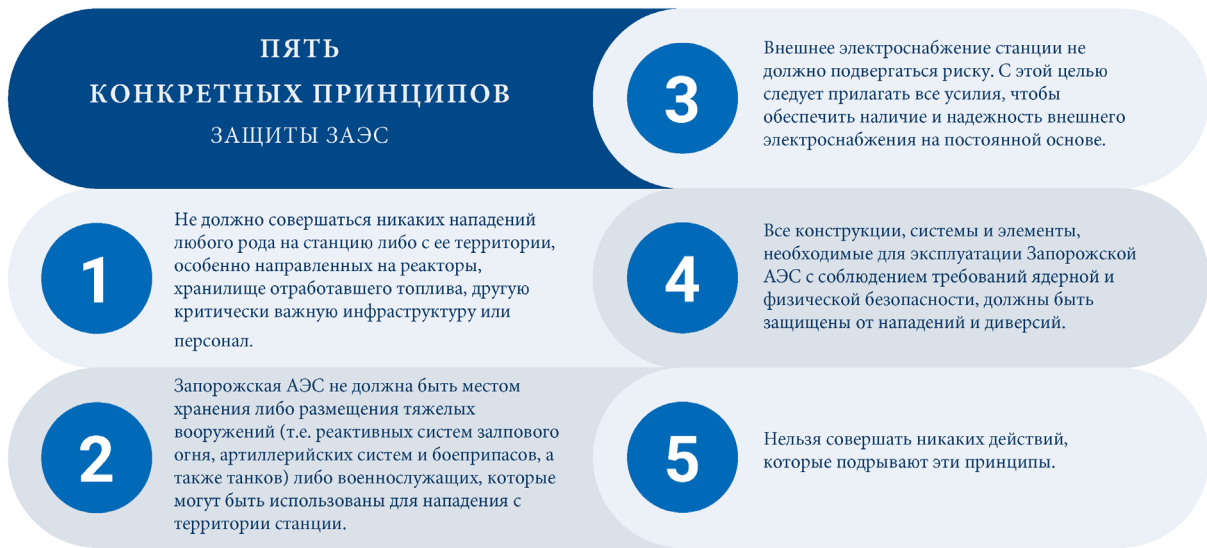 ПЯТЬ
КОНКРЕТНЫХ ПРИНЦИПОВ
ЗАЩИТЫ ЗАЭС
1
Не должно совершаться никаких нападений
любого рода на станцию либо с ее территории,
особенно направленных на реакторы,
хранилище отработавшего топлива, другую
критически важную инфраструктуру или
персонал.
2
Запорожская АЭС не должна быть местом
хранения либо размещения тяжелых
вооружений (т.е. реактивных систем залпового
огня, артиллерийских систем и боеприпасов, а
также танков) либо военнослужащих, которые
могут быть использованы для нападения с
территории станции.
3
Внешнее электроснабжение станции не
должно подвергаться риску. С этой целью
следует прилагать все усилия, чтобы
обеспечить наличие и надежность внешнего
электроснабжения на постоянной основе.
4
Все конструкции, системы и элементы,
необходимые для эксплуатации Запорожской
АЭС с соблюдением требований ядерной и
физической безопасности, должны быть
защищены от нападений и диверсий.
5
Нельзя совершать никаких действий,
которые подрывают эти принципы.